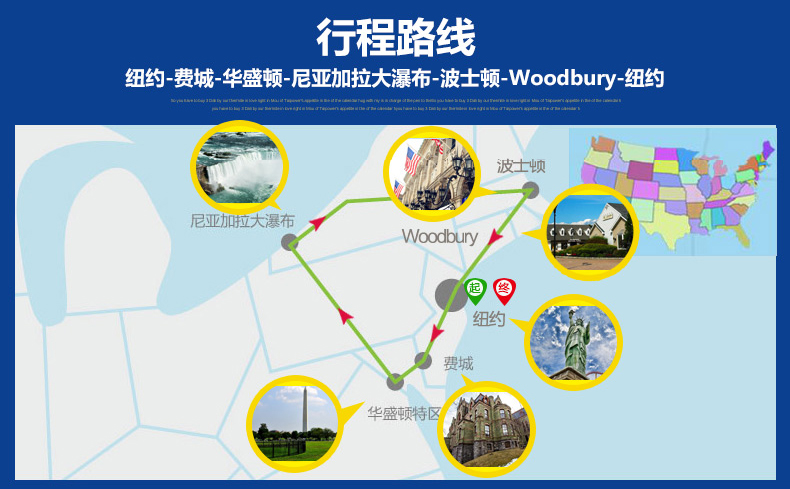 行程路线
纽约-费城-华盛顿-尼亚加拉大瀑布-波士顿-Woodbury-纽约
波士顿
尼亚加拉大瀑布
Woodbury
起
终
纽约
费城
华盛顿特区